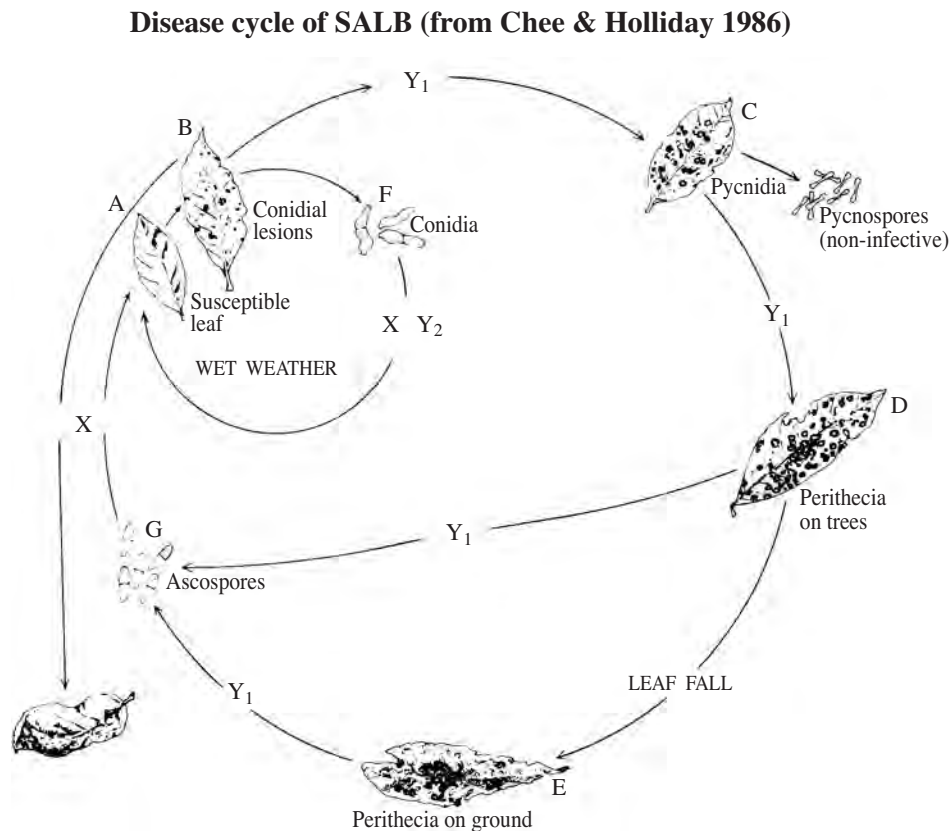 Disease cycle of SALB (from Chee & Holliday 1986)
Y₁
B
C
A
F
Pycnidia
Conidial
lesions
Conidia
Pycnospores
(non-infective)
Susceptible
leaf
X Y₂
Y₁
WET WEATHER
D
X
Perithecia
on trees
G
Y₁
Ascospores
LEAF FALL
Y₁
E
Perithecia on ground